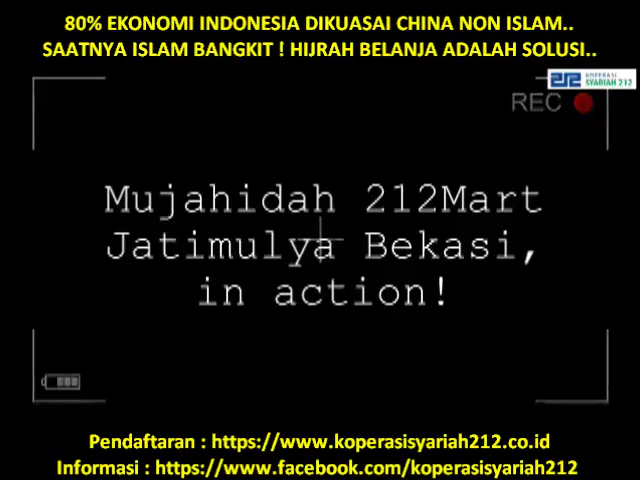 80% EKONOMI INDONESIA DIKUASAI CHINA NON ISLAM..
SAATNYA ISLAM BANGKIT ! HIJRAH BELANJA ADALAH SOLUSI..
212 KOPERASI
SYARIAH 212
REC
Mujahidah 212Mart
Jatimulya Bekasi,
in action!
Pendaftaran : https://www.koperasisyariah212.co.id
Informasi : https://www.facebook.com/koperasisyariah212